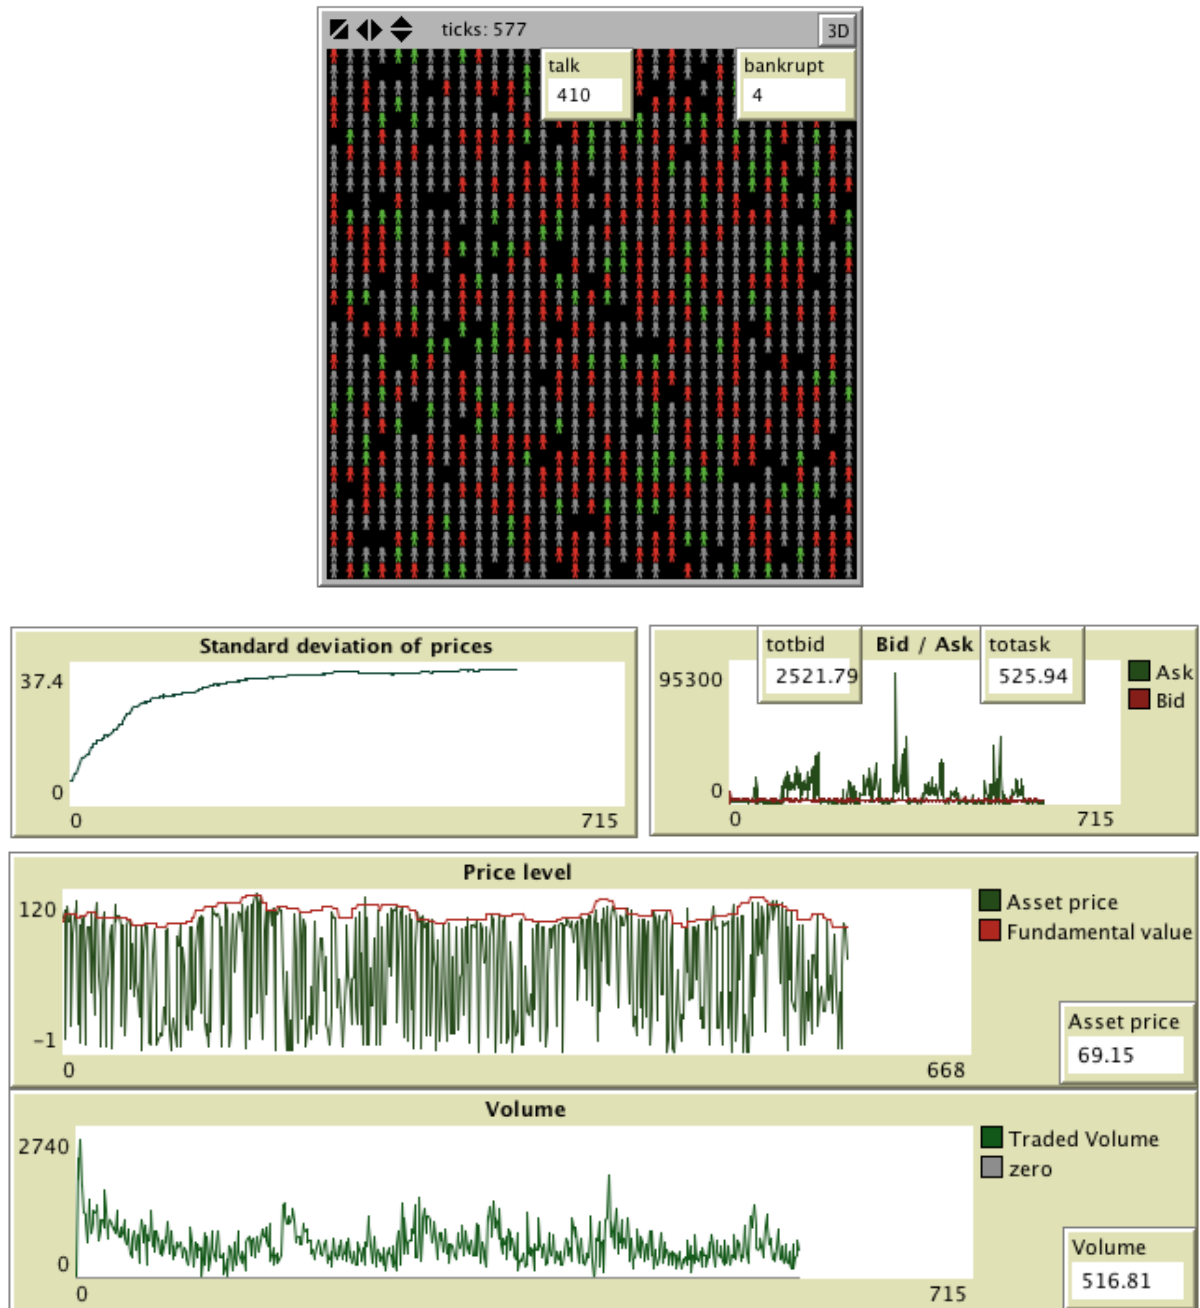 ticks: 577
3D
talk
410
bankrupt
4
Standard deviation of prices
37.4
0
0
715
totbid
2521.79
Bid / Ask
totask
525.94
95300
0
0
715
Ask
Bid
Price level
120
-1
0
668
Asset price
Fundamental value
Asset price
69.15
Volume
2740
0
0
715
Traded Volume
zero
Volume
516.81